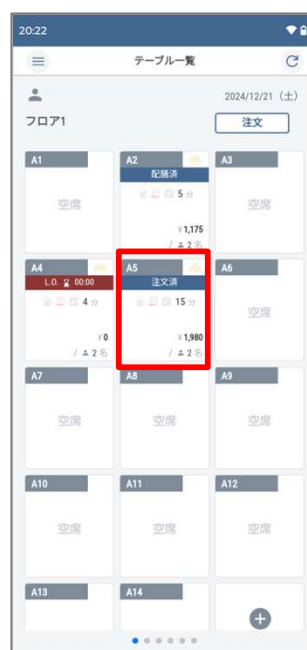 20:22
テーブル一覧
2024/12/21 (土)
フロア1
注文
A1 A2 A3
配膳済
空席 5 分 空席
¥1,175
/ 2 名
A4 A5 A6
L.O. 00:00 注文済
4 分 15 分 空席
¥0 ¥1,980
/ 2 名 / 2 名
A7 A8 A9
空席 空席 空席
A10 A11 A12
空席 空席 空席
A13 A14